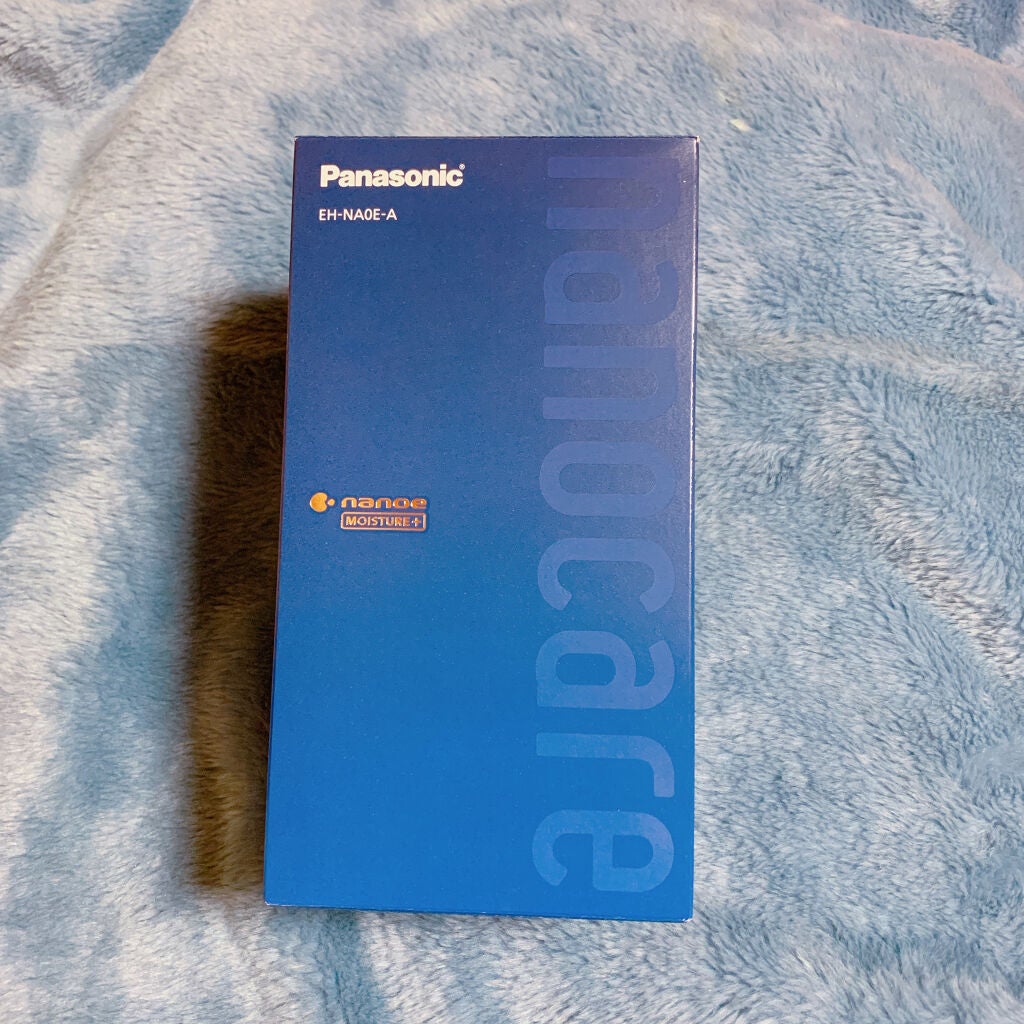 Panasonic®
EH-NA0E-A
nanoe
MOISTURE+
nanocare